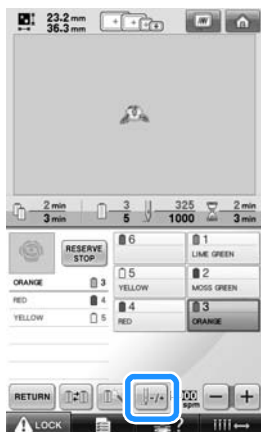 23.2 mm
36.3 mm
2 min
3 min
3
5
325
1000
2 min
3 min
RESERVE
STOP
ORANGE 3
RED 4
YELLOW 5
6
1
LIME GREEN
5
YELLOW
2
MOSS GREEN
4
RED
3
ORANGE
RETURN
-/+
spm
- +
LOCK
?